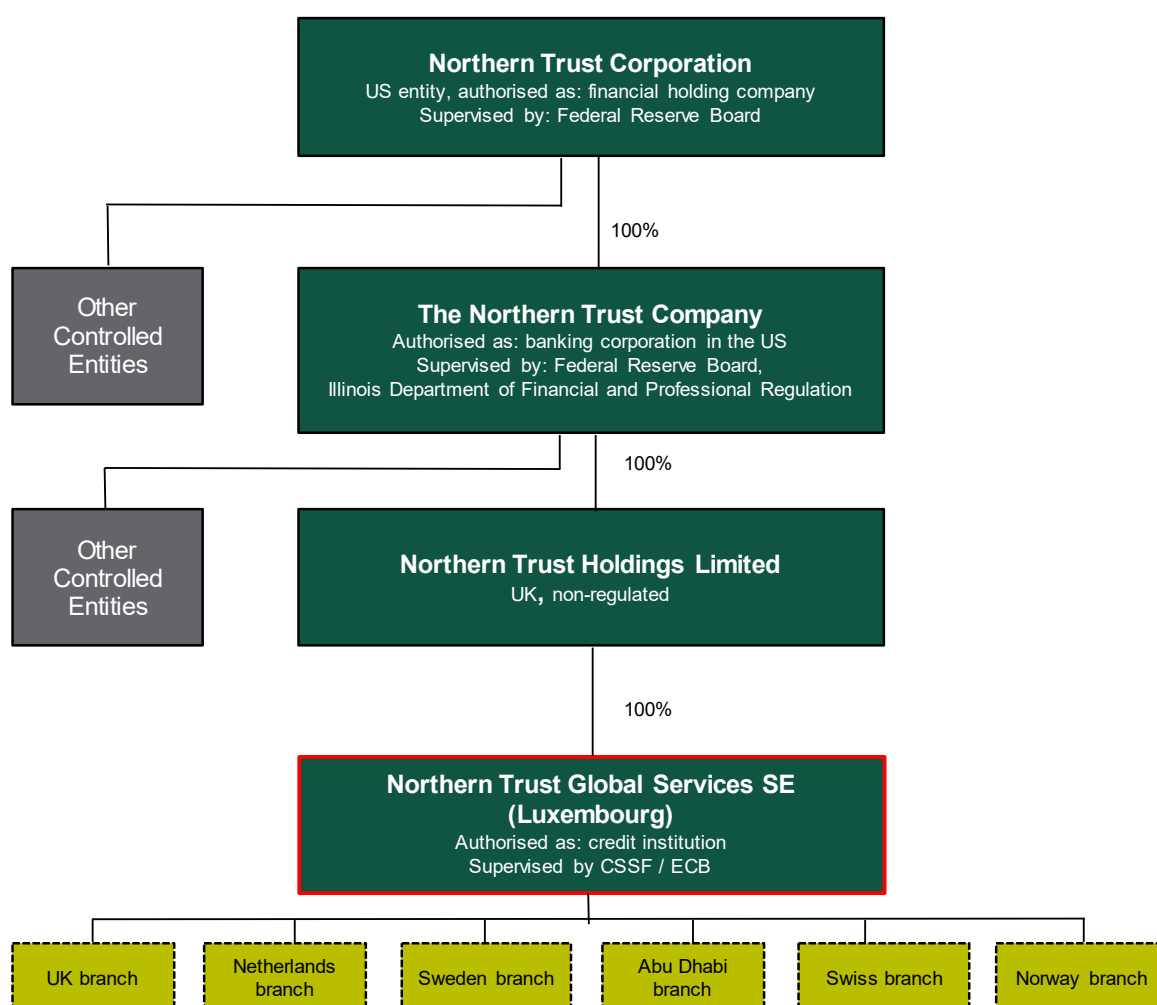 Northern Trust Corporation
US entity, authorised as: financial holding company
Supervised by: Federal Reserve Board
100%
Other
Controlled
Entities
The Northern Trust Company
Authorised as: banking corporation in the US
Supervised by: Federal Reserve Board,
Illinois Department of Financial and Professional Regulation
100%
Other
Controlled
Entities
Northern Trust Holdings Limited
UK, non-regulated
100%
Northern Trust Global Services SE
(Luxembourg)
Authorised as: credit institution
Supervised by CSSF / ECB
UK branch
Netherlands
branch
Sweden branch
Abu Dhabi
branch
Swiss branch
Norway branch